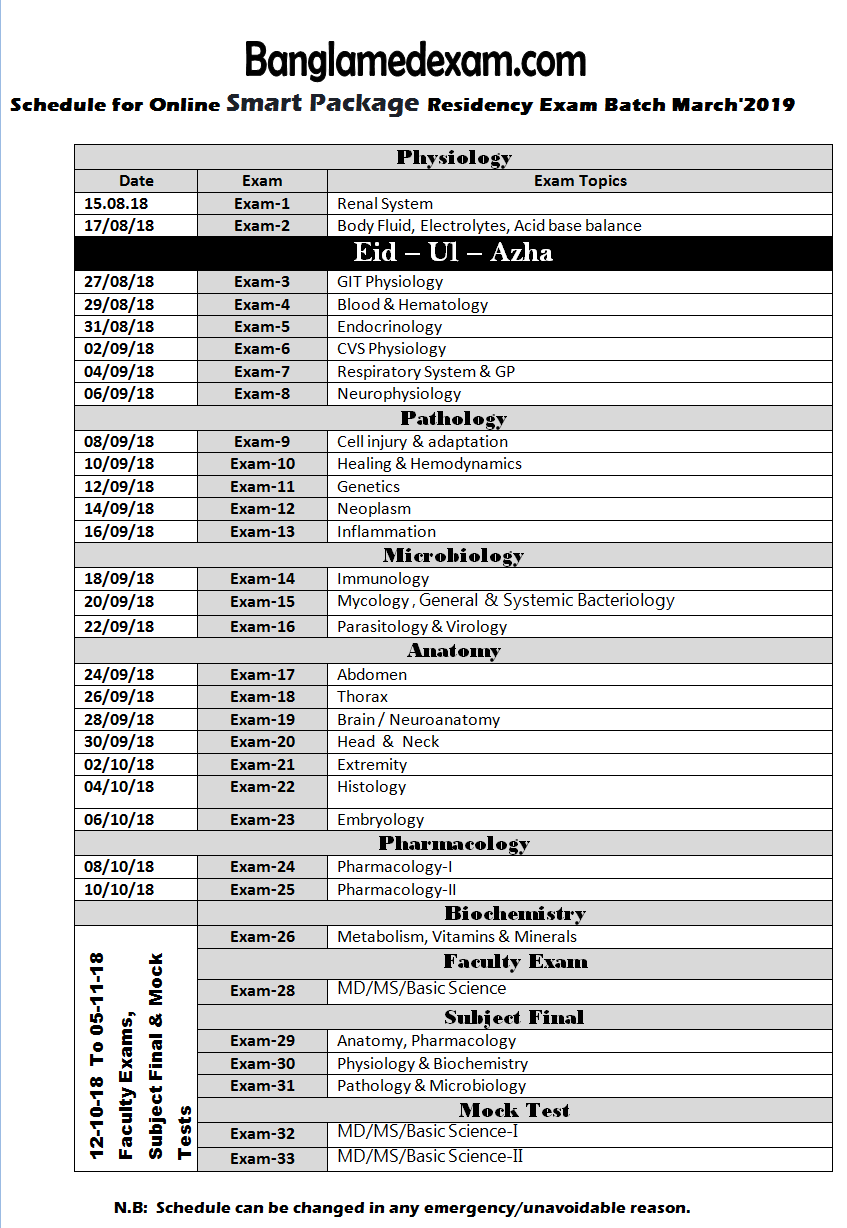 Banglamedexam.com
Schedule for Online Smart Package Residency Exam Batch March'2019
Physiology
Date Exam Exam Topics
15.08.18 Exam-1 Renal System
17/08/18 Exam-2 Body Fluid, Electrolytes, Acid base balance
Eid – Ul – Azha
27/08/18 Exam-3 GIT Physiology
29/08/18 Exam-4 Blood & Hematology
31/08/18 Exam-5 Endocrinology
02/09/18 Exam-6 CVS Physiology
04/09/18 Exam-7 Respiratory System & GP
06/09/18 Exam-8 Neurophysiology
Pathology
08/09/18 Exam-9 Cell injury & adaptation
10/09/18 Exam-10 Healing & Hemodynamics
12/09/18 Exam-11 Genetics
14/09/18 Exam-12 Neoplasm
16/09/18 Exam-13 Inflammation
Microbiology
18/09/18 Exam-14 Immunology
20/09/18 Exam-15 Mycology , General & Systemic Bacteriology
22/09/18 Exam-16 Parasitology & Virology
Anatomy
24/09/18 Exam-17 Abdomen
26/09/18 Exam-18 Thorax
28/09/18 Exam-19 Brain / Neuroanatomy
30/09/18 Exam-20 Head & Neck
02/10/18 Exam-21 Extremity
04/10/18 Exam-22 Histology
06/10/18 Exam-23 Embryology
Pharmacology
08/10/18 Exam-24 Pharmacology-I
10/10/18 Exam-25 Pharmacology-II
Biochemistry
12-10-18 To 05-11-18
Faculty Exams,
Subject Final & Mock
Tests
Exam-26 Metabolism, Vitamins & Minerals
Faculty Exam
Exam-28 MD/MS/Basic Science
Subject Final
Exam-29 Anatomy, Pharmacology
Exam-30 Physiology & Biochemistry
Exam-31 Pathology & Microbiology
Mock Test
Exam-32 MD/MS/Basic Science-I
Exam-33 MD/MS/Basic Science-II
N.B: Schedule can be changed in any emergency/unavoidable reason.